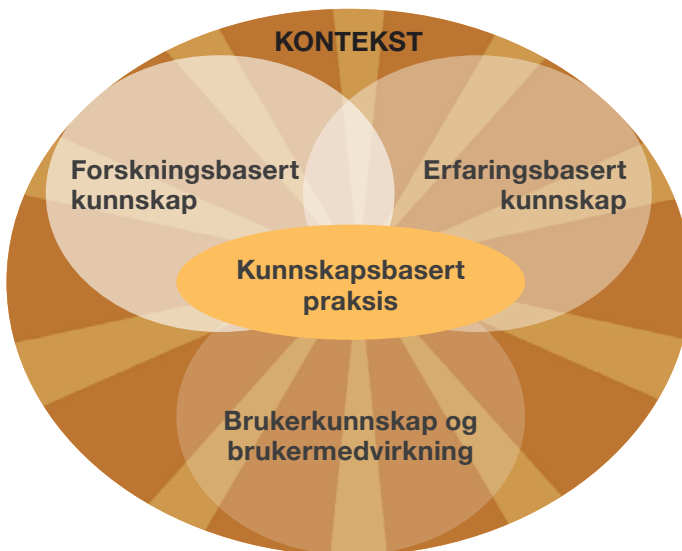 KONTEKST
Forskningsbasert
kunnskap
Erfaringsbasert
kunnskap
Kunnskapsbasert
praksis
Brukerkunnskap og
brukermedvirkning